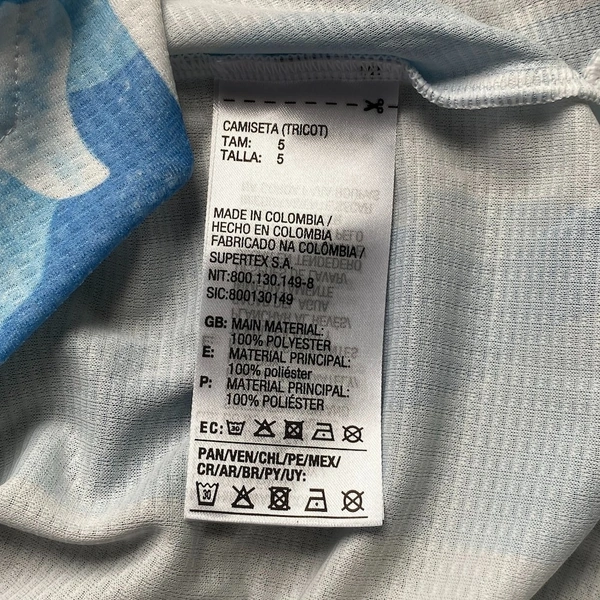 CAMISETA (TRICOT)
TAM: 5
TALLA: 5
MADE IN COLOMBIA /
HECHO EN COLOMBIA /
FABRICADO NA COLÔMBIA /
SUPERTEX S.A.
NIT:800.130.149-8
SIC:800130149
GB: MAIN MATERIAL:
100% POLYESTER
E: MATERIAL PRINCIPAL:
100% poliéster
P: MATERIAL PRINCIPAL:
100% POLIÉSTER
EC: 30
PAN/VEN/CHL/PE/MEX/
CR/AR/BR/PY/UY:
30